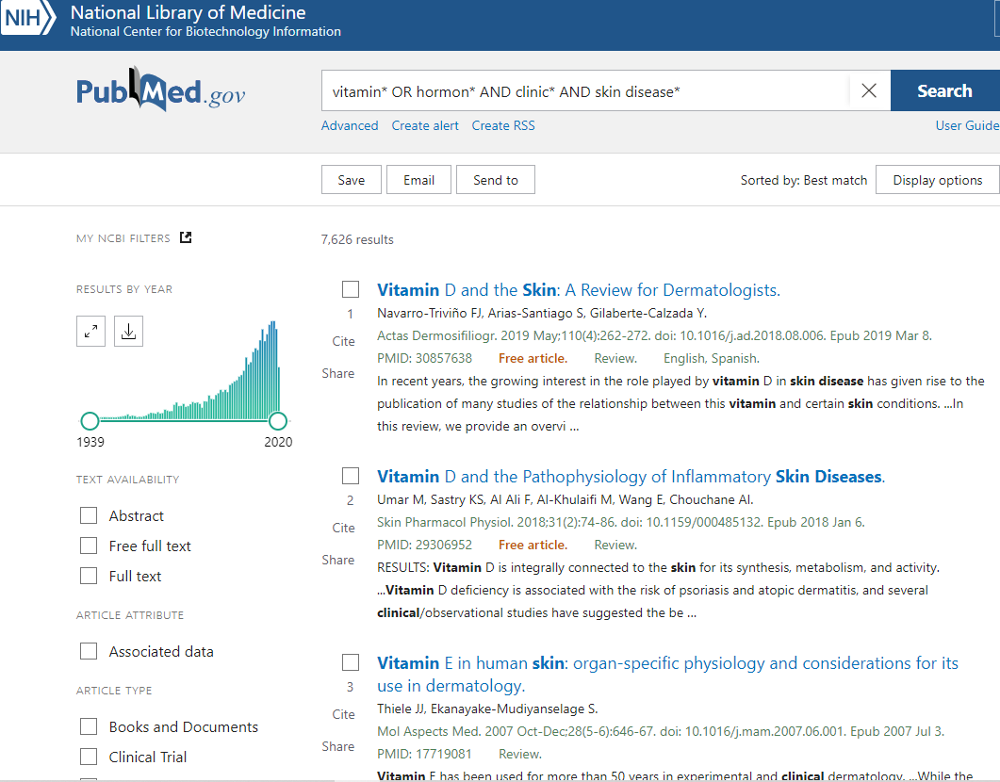 NIH
National Library of Medicine
National Center for Biotechnology Information
PubMed.gov
vitamin* OR hormon* AND clinic* AND skin disease*
Search
Advanced Create alert Create RSS
User Guide
Save Email Send to
Sorted by: Best match Display options
MY NCBI FILTERS
7,626 results
RESULTS BY YEAR
1939 2020
TEXT AVAILABILITY
Abstract
Free full text
Full text
ARTICLE ATTRIBUTE
Associated data
ARTICLE TYPE
Books and Documents
Clinical Trial
Vitamin D and the Skin: A Review for Dermatologists.
1
Navarro-Triviño FJ, Arias-Santiago S, Gilaberte-Calzada Y.
Cite
Actas Dermosifiliogr. 2019 May;110(4):262-272. doi: 10.1016/j.ad.2018.08.006. Epub 2019 Mar 8.
PMID: 30857638 Free article. Review. English, Spanish.
Share
In recent years, the growing interest in the role played by vitamin D in skin disease has given rise to the
publication of many studies of the relationship between this vitamin and certain skin conditions. ...In
this review, we provide an overvi ...
Vitamin D and the Pathophysiology of Inflammatory Skin Diseases.
2
Umar M, Sastry KS, Al Ali F, Al-Khulaifi M, Wang E, Chouchane AI.
Cite
Skin Pharmacol Physiol. 2018;31(2):74-86. doi: 10.1159/000485132. Epub 2018 Jan 6.
PMID: 29306952 Free article. Review.
Share
RESULTS: Vitamin D is integrally connected to the skin for its synthesis, metabolism, and activity.
...Vitamin D deficiency is associated with the risk of psoriasis and atopic dermatitis, and several
clinical/observational studies have suggested the be ...
Vitamin E in human skin: organ-specific physiology and considerations for its
use in dermatology.
3
Thiele JJ, Ekanayake-Mudiyanselage S.
Cite
Mol Aspects Med. 2007 Oct-Dec;28(5-6):646-67. doi: 10.1016/j.mam.2007.06.001. Epub 2007 Jul 3.
PMID: 17719081 Review.
Share
Vitamin E has been used for more than 50 years in experimental and clinical dermatology. ...While the